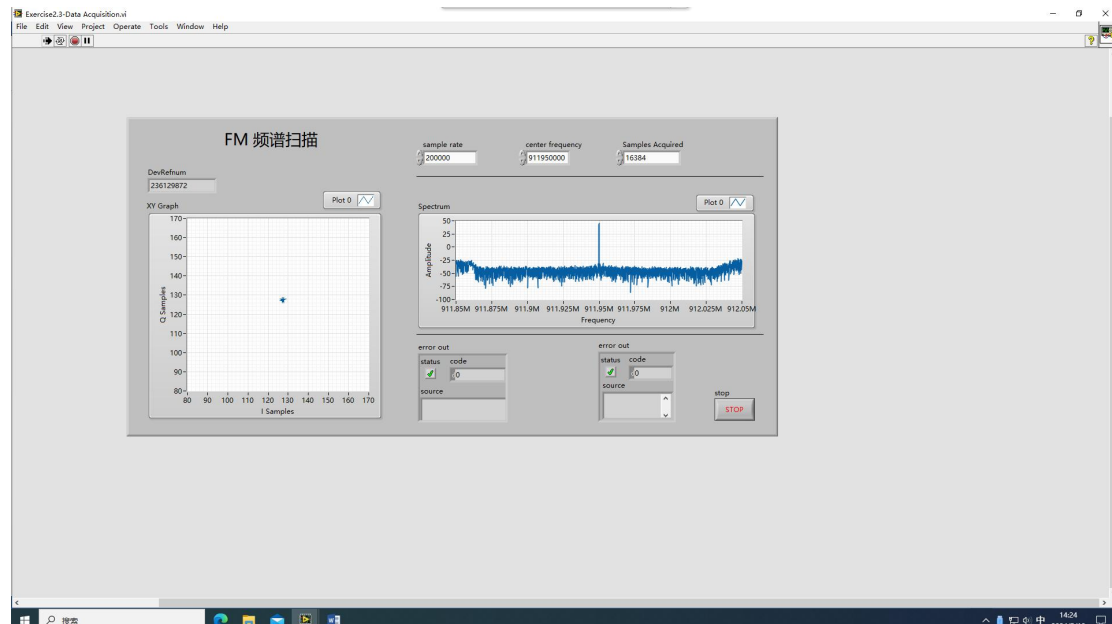 Exercise2.3-Data Acquisition.vi
File Edit View Project Operate Tools Window Help
FM 频谱扫描
sample rate center frequency Samples Acquired
200000 911950000 16384
DevRefnum
236129872
XY Graph
Plot 0
170
160
150
140
130
120
110
100
90
80
Q Samples
80 90 100 110 120 130 140 150 160 170
I Samples
Spectrum
Plot 0
50
25
0
-25
-50
-75
-100
Amplitude
911.85M 911.875M 911.9M 911.925M 911.95M 911.975M 912M 912.025M 912.05M
Frequency
error out
status code
0
source
error out
status code
0
source
stop
STOP
搜索
中 14:24